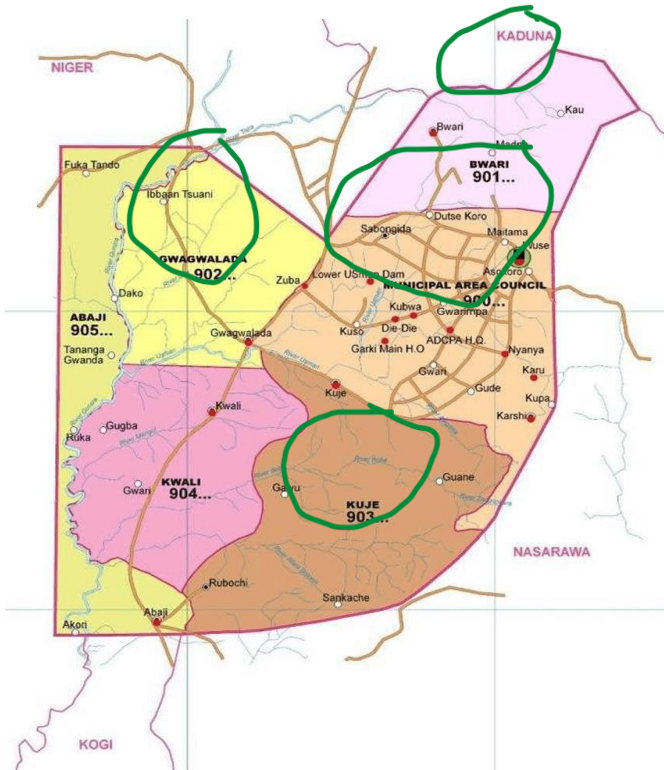 KADUNA
NIGER
Kau
Bwari
BWARI
901...
Fuka Tando
Ibbaan Tsuani
Dutse Koro
Sabongida
Maitama
GWAGWALADA
902...
Asokoro
Zuba
Lower USman Dam
MUNICIPAL AREA COUNCIL
900...
Dako
ABAJI
905...
Kubwa
Gwarimpa
Kuso
Die-Die
ADCPA H.Q.
Gwagwalada
Garki Main H.O
Nyanya
Tananga
Gwanda
Gwari
Karu
Kuje
Gude
Kupa
Kwali
Karshi
Gugba
Ruka
KWALI
904...
Gwari
Guane
KUJE
903...
NASARAWA
Rubochi
Sankache
Abaji
Akori
KOGI